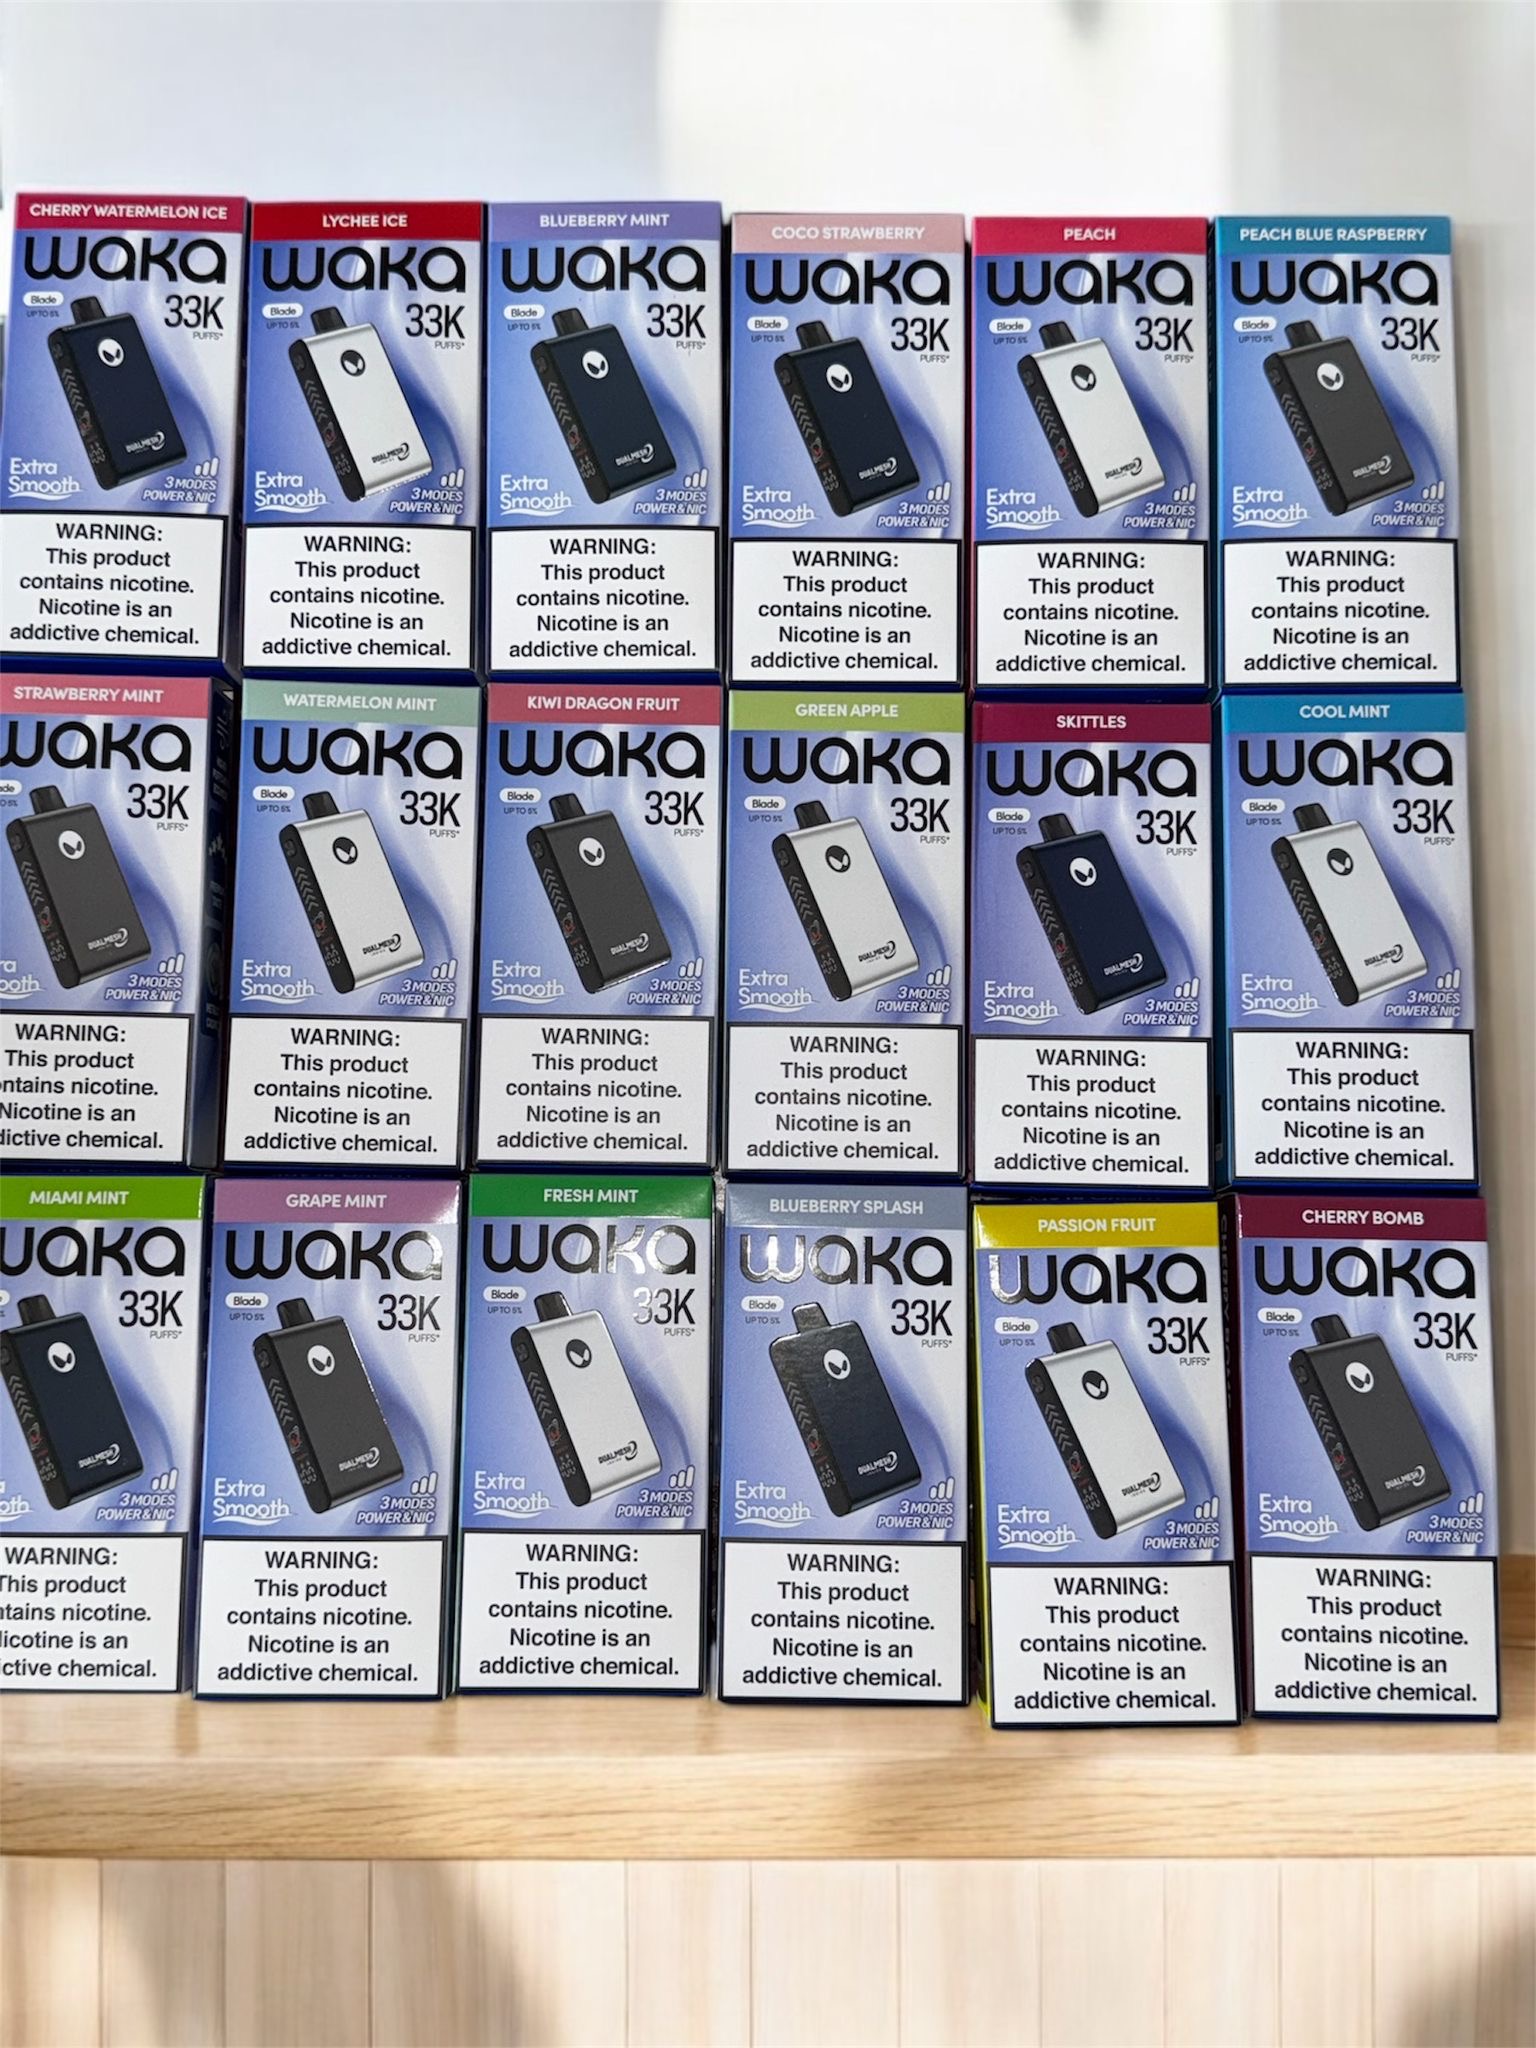 CHERRY WATERMELON ICE
waka
Blade
UP TO 5%
33K
PUFFS*
DUALMESH
Extra
Smooth
3 MODES
POWER & NIC
WARNING:
This product
contains nicotine.
Nicotine is an
addictive chemical.
LYCHEE ICE
waka
Blade
UP TO 5%
33K
PUFFS*
DUALMESH
Extra
Smooth
3 MODES
POWER & NIC
WARNING:
This product
contains nicotine.
Nicotine is an
addictive chemical.
BLUEBERRY MINT
waka
Blade
UP TO 5%
33K
PUFFS*
DUALMESH
Extra
Smooth
3 MODES
POWER & NIC
WARNING:
This product
contains nicotine.
Nicotine is an
addictive chemical.
COCO STRAWBERRY
waka
Blade
UP TO 5%
33K
PUFFS*
DUALMESH
Extra
Smooth
3 MODES
POWER & NIC
WARNING:
This product
contains nicotine.
Nicotine is an
addictive chemical.
PEACH
waka
Blade
UP TO 5%
33K
PUFFS*
DUALMESH
Extra
Smooth
3 MODES
POWER & NIC
WARNING:
This product
contains nicotine.
Nicotine is an
addictive chemical.
PEACH BLUE RASPBERRY
waka
Blade
UP TO 5%
33K
PUFFS*
DUALMESH
Extra
Smooth
3 MODES
POWER & NIC
WARNING:
This product
contains nicotine.
Nicotine is an
addictive chemical.
STRAWBERRY MINT
waka
33K
PUFFS*
DUALMESH
3 MODES
POWER & NIC
WARNING:
This product
nicotine.
Nicotine is an
chemical.
WATERMELON MINT
waka
Blade
UP TO 5%
33K
PUFFS*
DUALMESH
Extra
Smooth
3 MODES
POWER & NIC
WARNING:
This product
contains nicotine.
Nicotine is an
addictive chemical.
KIWI DRAGON FRUIT
waka
Blade
UP TO 5%
33K
PUFFS*
DUALMESH
Extra
Smooth
3 MODES
POWER & NIC
WARNING:
This product
contains nicotine.
Nicotine is an
addictive chemical.
GREEN APPLE
waka
Blade
UP TO 5%
33K
PUFFS*
DUALMESH
Extra
Smooth
3 MODES
POWER & NIC
WARNING:
This product
contains nicotine.
Nicotine is an
addictive chemical.
SKITTLES
waka
Blade
UP TO 5%
33K
PUFFS*
DUALMESH
Extra
Smooth
3 MODES
POWER & NIC
WARNING:
This product
contains nicotine.
Nicotine is an
addictive chemical.
COOL MINT
waka
Blade
UP TO 5%
33K
PUFFS*
DUALMESH
Extra
Smooth
3 MODES
POWER & NIC
WARNING:
This product
contains nicotine.
Nicotine is an
addictive chemical.
MIAMI MINT
waka
33K
PUFFS*
DUALMESH
3 MODES
POWER & NIC
WARNING:
This product
nicotine.
is an
chemical.
GRAPE MINT
waka
Blade
UP TO 5%
33K
PUFFS*
DUALMESH
Extra
Smooth
3 MODES
POWER & NIC
WARNING:
This product
contains nicotine.
Nicotine is an
addictive chemical.
FRESH MINT
waka
Blade
UP TO 5%
33K
PUFFS*
DUALMESH
Extra
Smooth
3 MODES
POWER & NIC
WARNING:
This product
contains nicotine.
Nicotine is an
addictive chemical.
BLUEBERRY SPLASH
waka
Blade
UP TO 5%
33K
PUFFS*
DUALMESH
Extra
Smooth
3 MODES
POWER & NIC
WARNING:
This product
contains nicotine.
Nicotine is an
addictive chemical.
PASSION FRUIT
waka
Blade
UP TO 5%
33K
PUFFS*
DUALMESH
Extra
Smooth
3 MODES
POWER & NIC
WARNING:
This product
contains nicotine.
Nicotine is an
addictive chemical.
CHERRY BOMB
waka
Blade
UP TO 5%
33K
PUFFS*
DUALMESH
Extra
Smooth
3 MODES
POWER & NIC
WARNING:
This product
contains nicotine.
Nicotine is an
addictive chemical.